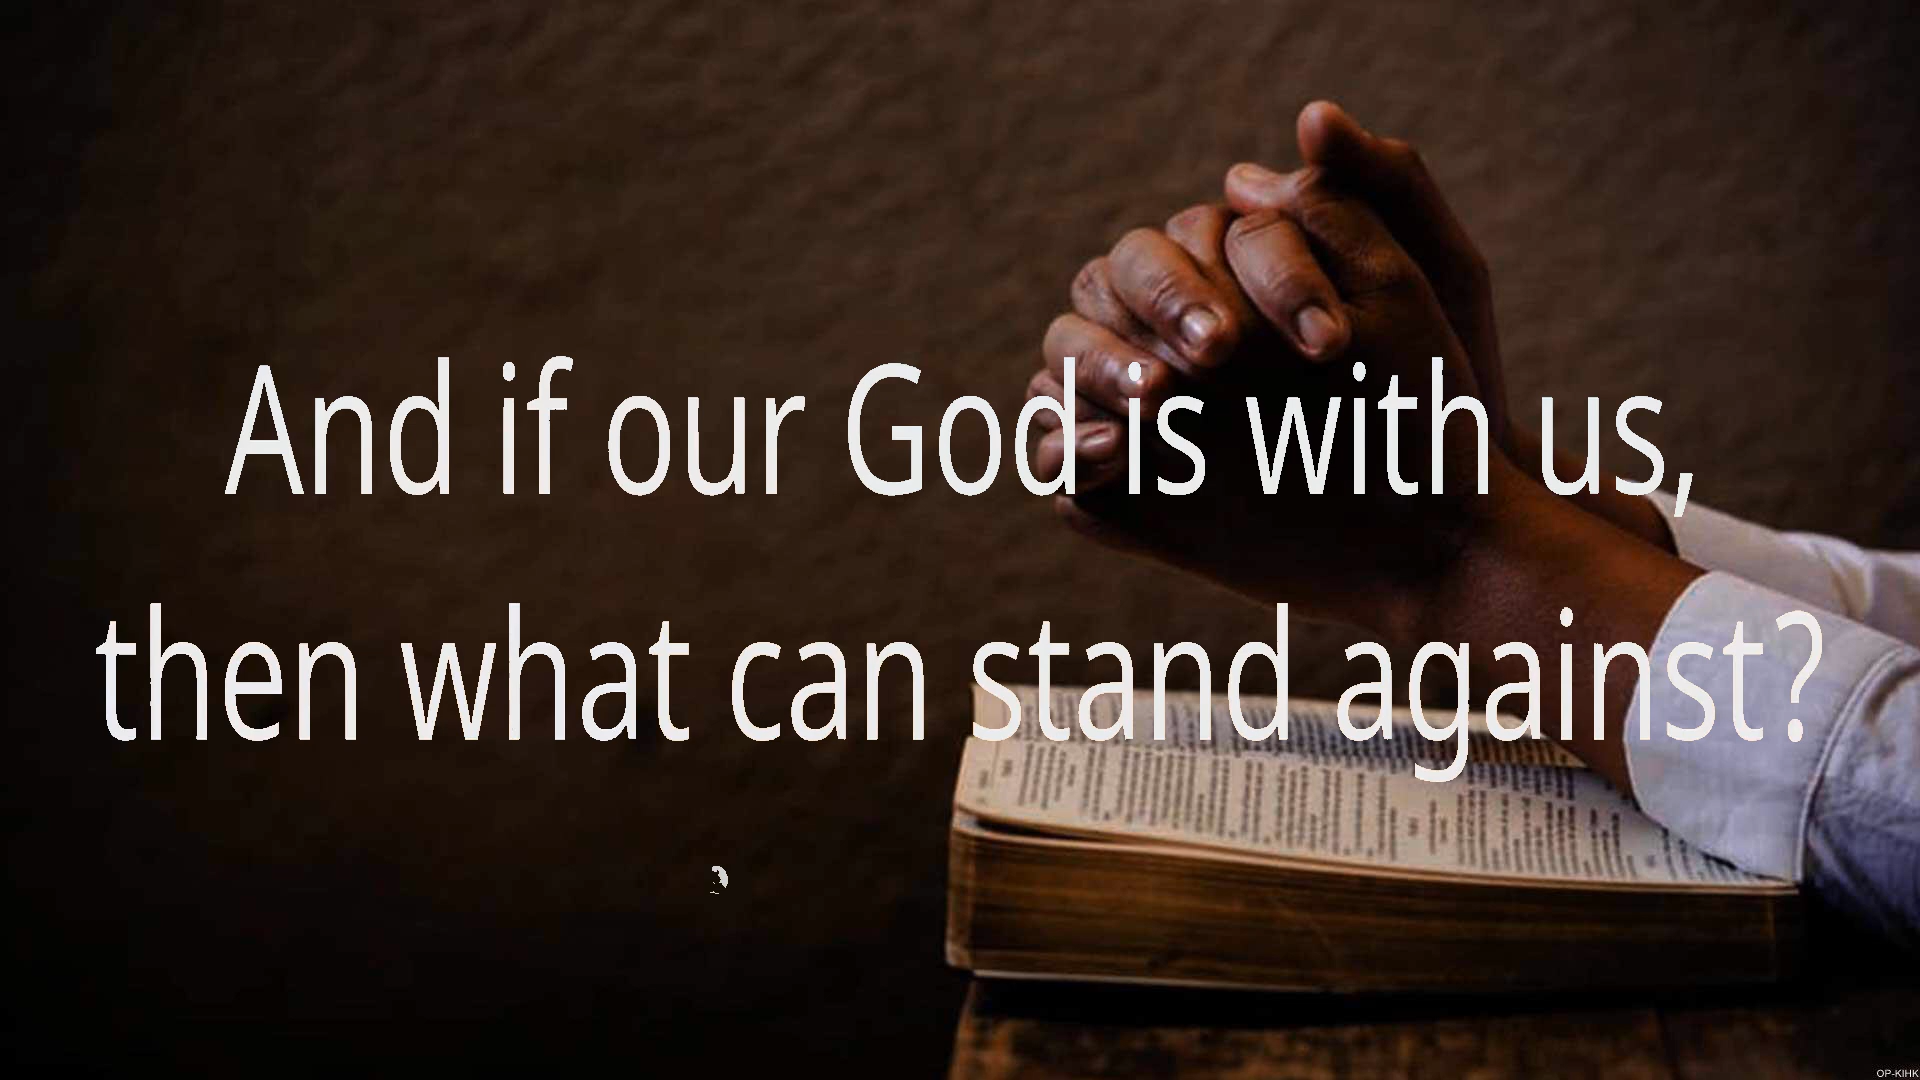 And if our God is with us,
then what can stand against?
OP-KIHK